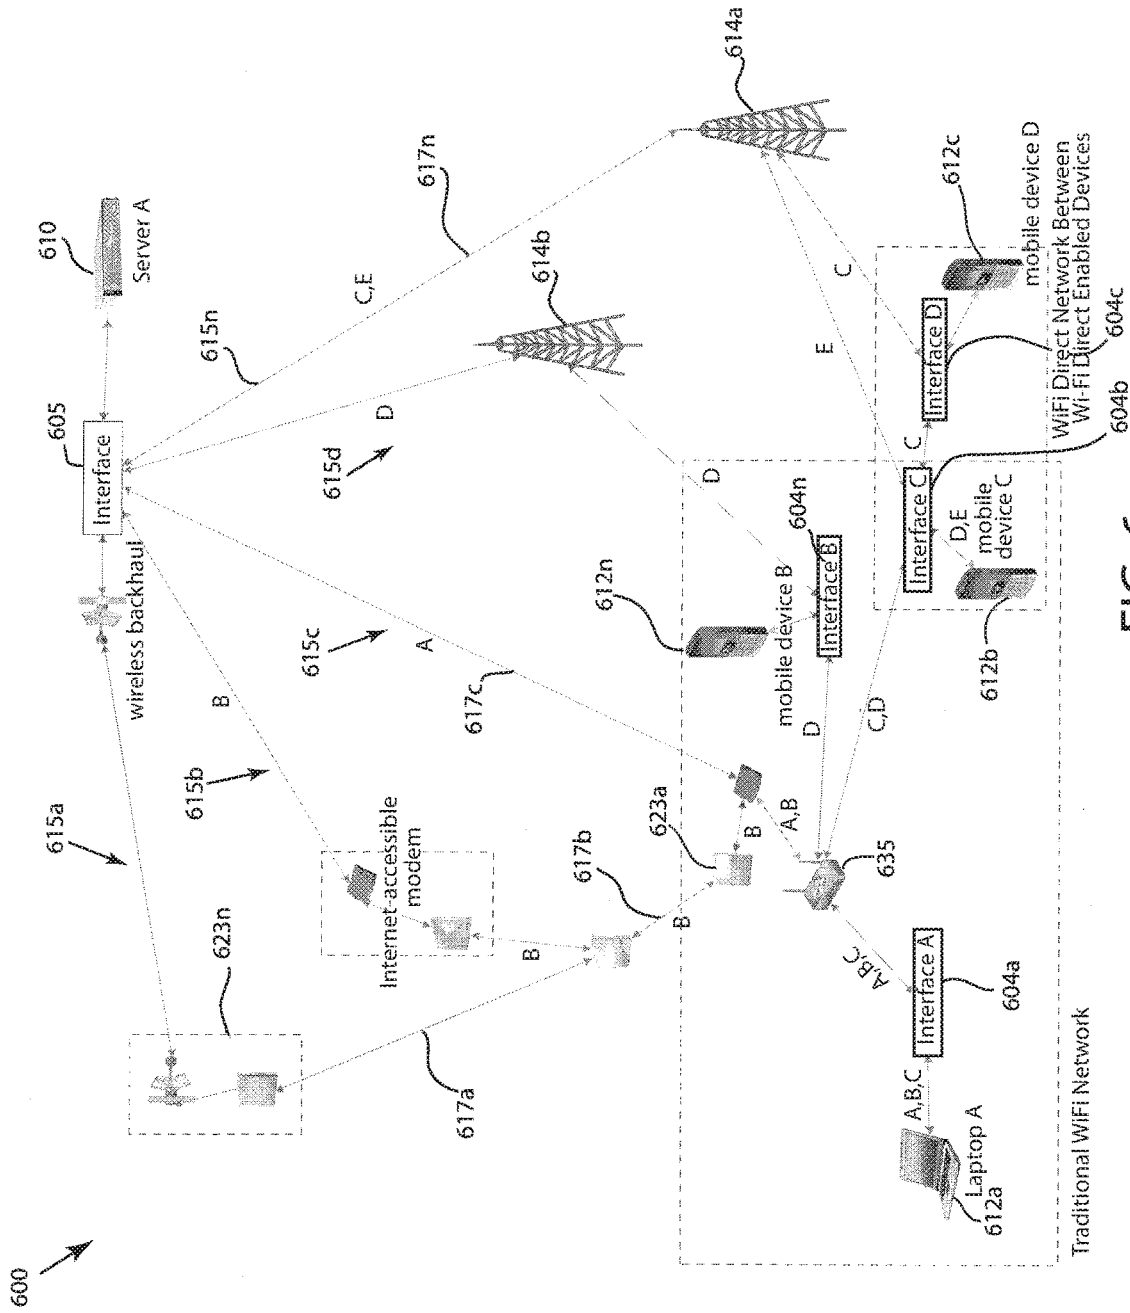 600
623n
615a
610
Server A
605
Interface
wireless backhaul
615b
B
615n
617a
Internet-accessible
modem
615c
615d
C,E
D
A
617n
617c
B
617b
614b
B
623a
B
A,B
612n
D
614a
mobile device B
604n
Interface B
D
E
C
C,D
635
A,B,C
A,B,C
Interface A
Interface C
C
Interface D
612c
D,E
mobile
device C
Laptop A
612a
604a
612b
mobile device D
WiFi Direct Network Between
Wi-Fi Direct Enabled Devices
604c
604b
Traditional WiFi Network